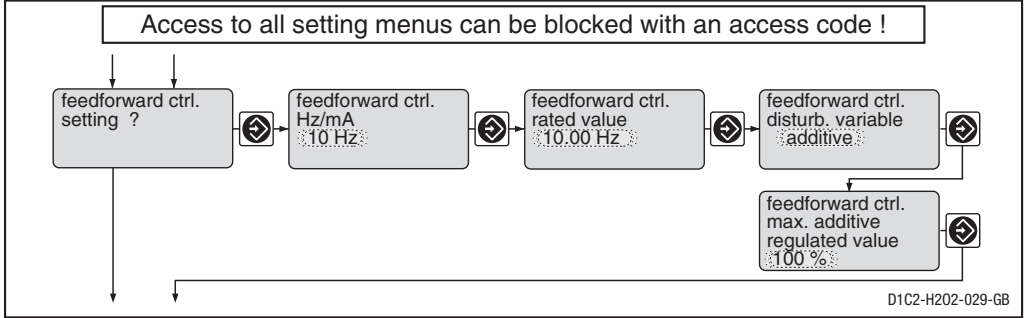 Access to all setting menus can be blocked with an access code !
feedforward ctrl.
setting ?
feedforward ctrl.
Hz/mA
10 Hz
feedforward ctrl.
rated value
10.00 Hz
feedforward ctrl.
disturb. variable
additive
feedforward ctrl.
max. additive
regulated value
100 %
D1C2-H2O2-029-GB